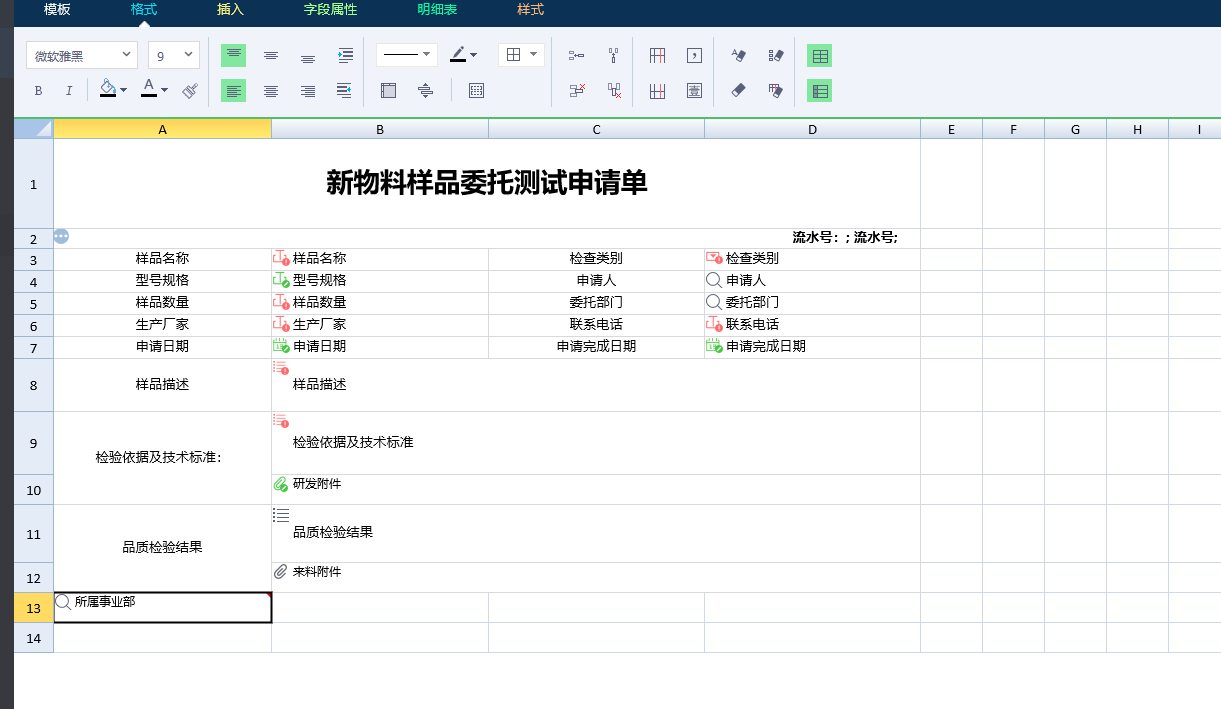 模板 格式 插入 字段属性 明细表 样式
微软雅黑 9
B I A
A B C D E F G H I
1 新物料样品委托测试申请单
2 流水号：; 流水号;
3 样品名称 样品名称 检查类别 检查类别
4 型号规格 型号规格 申请人 申请人
5 样品数量 样品数量 委托部门 委托部门
6 生产厂家 生产厂家 联系电话 联系电话
7 申请日期 申请日期 申请完成日期 申请完成日期
8 样品描述 样品描述
9 检验依据及技术标准
检验依据及技术标准：
10 研发附件
11 品质检验结果
品质检验结果
12 来料附件
13 所属事业部
14